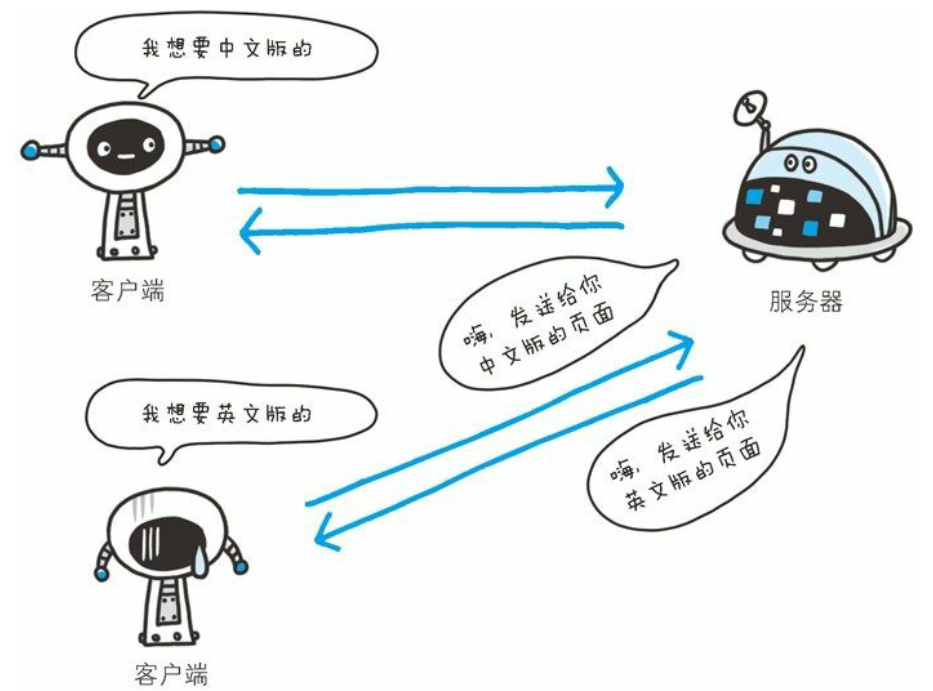 我想要中文版的
客户端
服务器
嗨，发送给你
中文版的页面
我想要英文版的
嗨，发送给你
英文版的页面
客户端